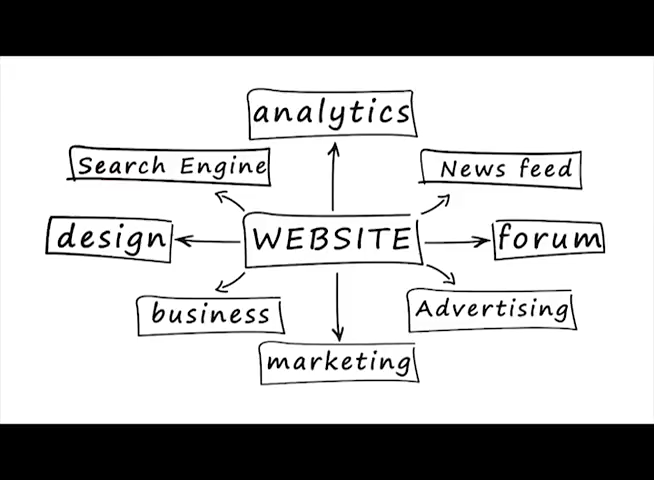 analytics
Search Engine
News feed
design
WEBSITE
forum
business
Advertising
marketing